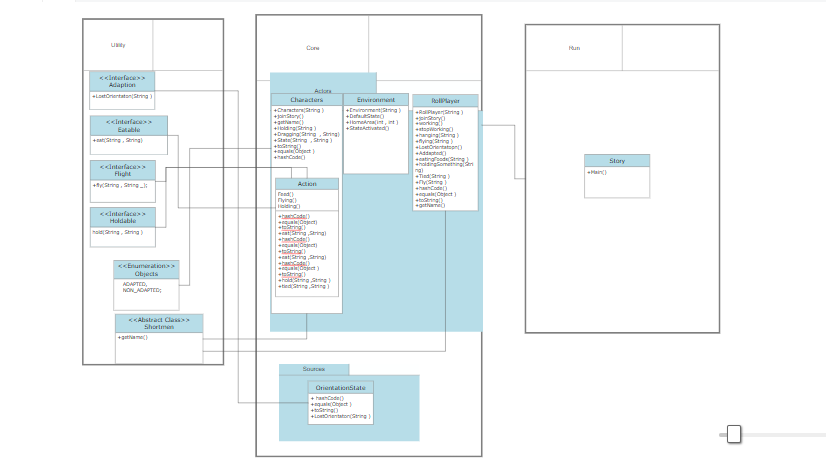 Utility
<<Interface>>
Adaption
+LostOrientaton(String )
<<Interface>>
Eatable
+eat(String , String)
<<Interface>>
Flight
+fly(String , String _);
<<Interface>>
Holdable
hold(String , String )
<<Enumeration>>
Objects
ADAPTED,
NON_ADAPTED;
<<Abstract Class>>
Shortmen
+getName()
Core
Actors
Characters
+Characters(String )
+joinStory()
+getName()
+Holding(String )
+Dragging(String , String)
+State(String , String )
+toString()
+equals(Object )
+hashCode()
Action
Food()
Flying()
Holding()
+hashCode()
+equals(Object)
+toString()
+eat(String ,String)
+hashCode()
+equals(Object)
+toString()
+eat(String ,String)
+hashCode()
+equals(Object )
+toString()
+hold(String ,String )
+tied(String ,String )
Environment
+Environment(String )
+DefaultState()
+HomeArea(int , int )
+StateActivated()
RollPlayer
+RollPlayer(String )
+joinStory()
+working()
+stopWorking()
+hanging(String )
+flying(String )
+LostOrientatopn()
+Addapted()
+eatingFoods(String )
+holdingSomething(Stri
ng)
+Tied(String )
+Fly(String )
+hashCode()
+equals(Object )
+toString()
+getName()
Sources
OrientationState
+ hashCode()
+equals(Object )
+toString()
+LostOrientaton(String )
Run
Story
+Main()